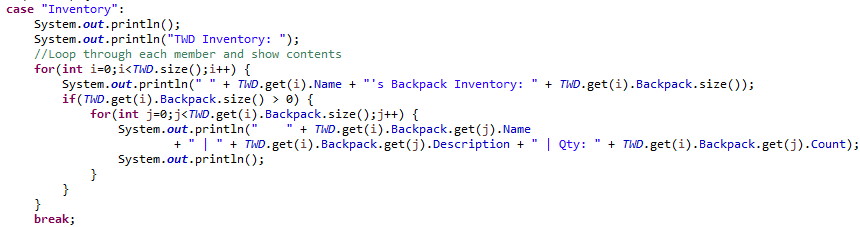 case "Inventory":
    System.out.println();
    System.out.println("TWD Inventory: ");
    //Loop through each member and show contents
    for(int i=0;i<TWD.size();i++) {
        System.out.println(" " + TWD.get(i).Name + "'s Backpack Inventory: " + TWD.get(i).Backpack.size());
        if(TWD.get(i).Backpack.size() > 0) {
            for(int j=0;j<TWD.get(i).Backpack.size();j++) {
                System.out.println("    " + TWD.get(i).Backpack.get(j).Name
                        + " | " + TWD.get(i).Backpack.get(j).Description + " | Qty: " + TWD.get(i).Backpack.get(j).Count);
                System.out.println();
            }
        }
    }
    break;